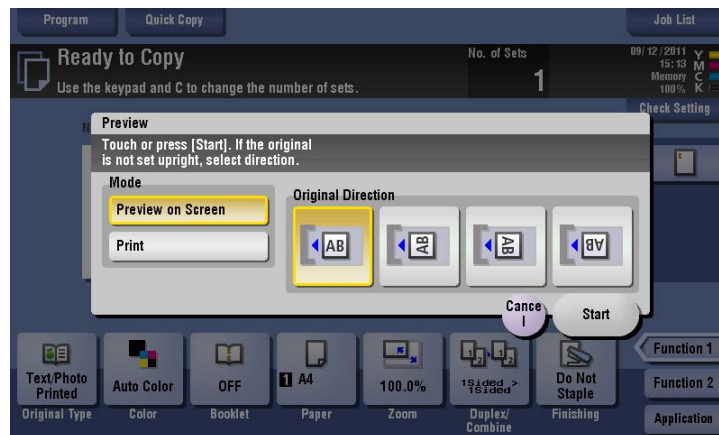 Program
Quick Copy
Job List
Ready to Copy
No. of Sets
09/12/2011
15:13
Memory
100%
Y
M
C
K
Use the keypad and C to change the number of sets.
1
Check Setting
Preview
Touch or press [Start]. If the original
is not set upright, select direction.
Mode
Preview on Screen
Print
Original Direction
AB
AB
AB
AB
Cance
l
Start
Text/Photo
Printed
Auto Color
OFF
1 A4
100.0%
1Sided >
1Sided
Do Not
Staple
Original Type
Color
Booklet
Paper
Zoom
Duplex/
Combine
Finishing
Function 1
Function 2
Application